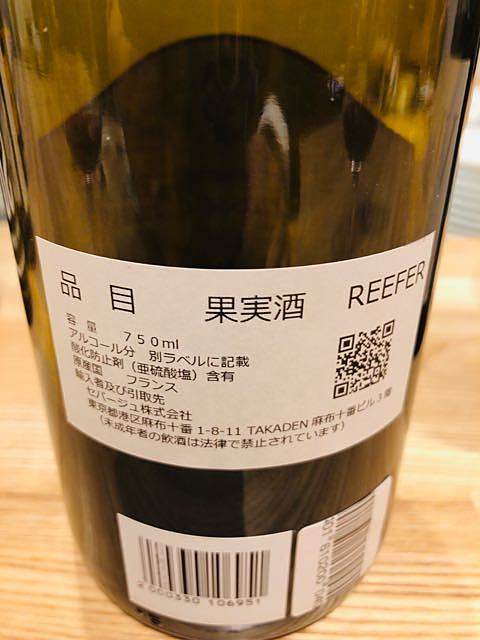 品 目 果実酒 REEFER
容 量 750ml
アルコール分 別ラベルに記載
酸化防止剤（亜硫酸塩）含有
原産国 フランス
輸入者及び引取先
セパージュ株式会社
東京都港区麻布十番 1-8-11 TAKADEN 麻布十番ビル3階
（未成年者の飲酒は法律で禁止されています）
2 000330 106951